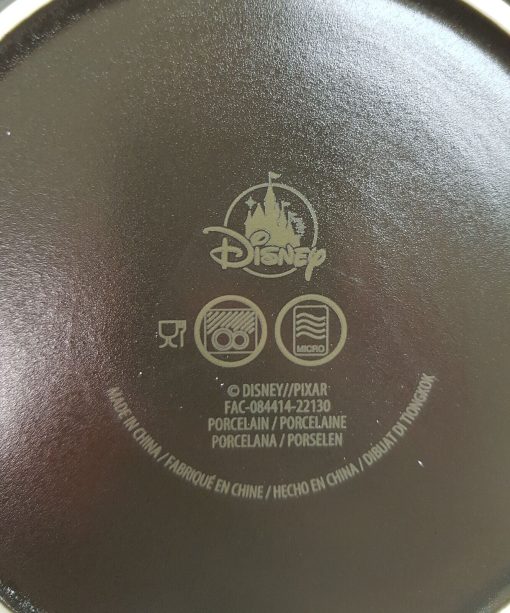 Disney
MICRO
© DISNEY//PIXAR
FAC-084414-22130
PORCELAIN / PORCELAINE
PORCELANA / PORSELEN
MADE IN CHINA / FABRIQUÉ EN CHINE / HECHO EN CHINA / DIBUAT DI TIONGKOK